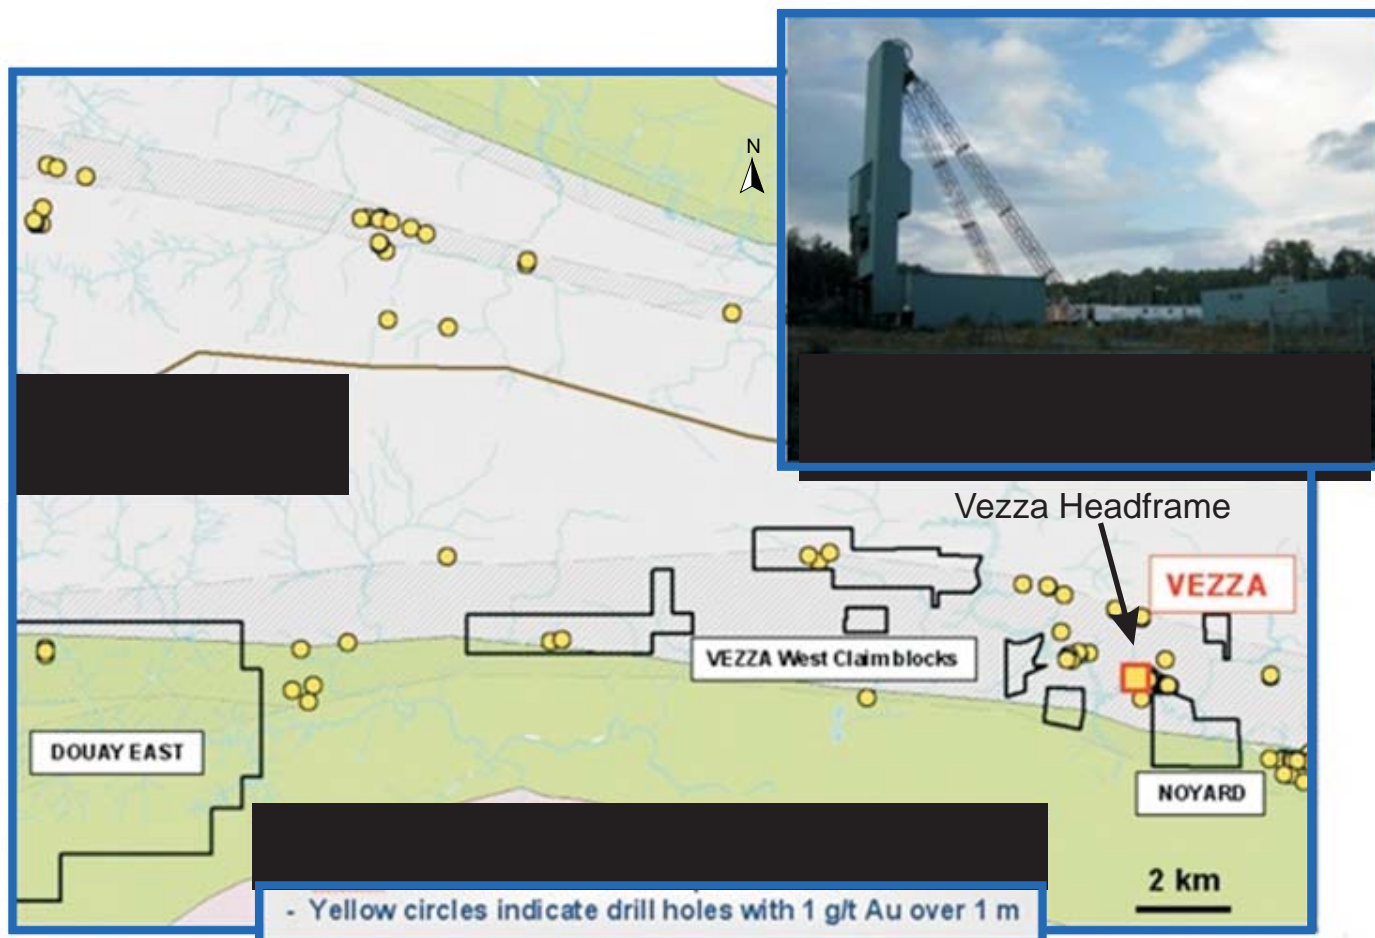 N
Vezza Headframe
VEZZA
VEZZA West Claim blocks
DOUAY EAST
NOYARD
2 km
- Yellow circles indicate drill holes with 1 g/t Au over 1 m